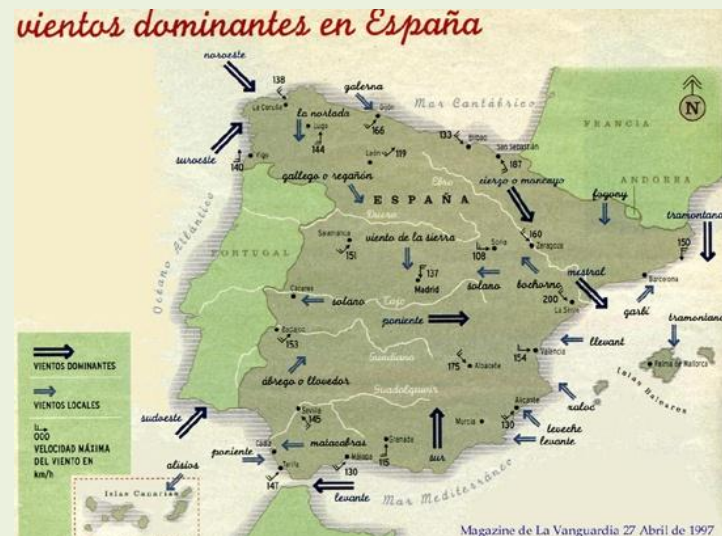 vientos dominantes en España
noroeste
138
La Coruña
galerna
Gijón
Mar Cantábrico
la nortada
166
Lugo
144
133
Bilbao
San Sebastián
187
FRANCIA
N
suroeste
Vigo
140
León
119
gallego o regañón
Ebro
cierzo o moncayo
ANDORRA
ESPAÑA
fogony
tramontana
Océano Atlántico
PORTUGAL
Duero
Salamanca
151
viento de la sierra
Soria
108
160
Zaragoza
150
137
Madrid
solano
bochorno
mestral
Barcelona
200
La Senia
garbí
tramontana
Cáceres
solano
Tajo
poniente
VIENTOS DOMINANTES
VIENTOS LOCALES
000
VELOCIDAD MÁXIMA
DEL VIENTO EN
km/h
Badajoz
153
Guadiana
154
Valencia
llevant
Palma de Mallorca
Islas Baleares
ábrego o llovedor
175
Albacete
Guadalquivir
xaloc
sudoeste
Sevilla
145
Alicante
130
leveche
levante
Murcia
Cádiz
matacabras
Granada
115
sur
poniente
Tarifa
147
Málaga
130
alisios
Islas Canarias
levante
Mar Mediterráneo
Magazine de La Vanguardia 27 Abril de 1997